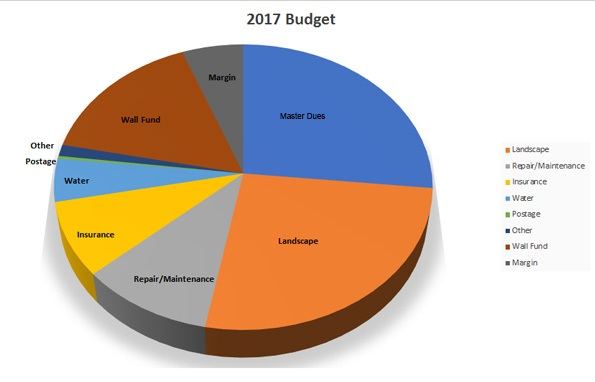 2017 Budget
Margin
Master Dues
Wall Fund
Other
Postage
Water
Insurance
Landscape
Repair/Maintenance
Landscape
Repair/Maintenance
Insurance
Water
Postage
Other
Wall Fund
Margin